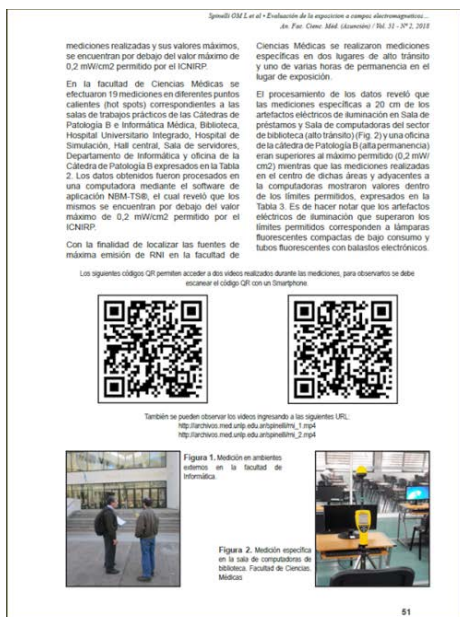 Spinelli OM L et al • Evaluación de la exposicion a campos electromagneticos...
An. Fac. Cienc. Méd. (Asunción) / Vol. 51 - Nº 2, 2018
mediciones realizadas y sus valores máximos,
se encuentran por debajo del valor máximo de
0,2 mW/cm2 permitido por el ICNIRP.
En la facultad de Ciencias Médicas se
efectuaron 19 mediciones en diferentes puntos
calientes (hot spots) correspondientes a las
salas de trabajos prácticos de las Cátedras de
Patología B e Informática Médica, Biblioteca,
Hospital Universitario Integrado, Hospital de
Simulación, Hall central, Sala de servidores,
Departamento de Informática y oficina de la
Cátedra de Patología B expresados en la Tabla
2. Los datos obtenidos fueron procesados en
una computadora mediante el software de
aplicación NBM-TS®, el cual reveló que los
mismos se encuentran por debajo del valor
máximo de 0,2 mW/cm2 permitido por el
ICNIRP.
Con la finalidad de localizar las fuentes de
máxima emisión de RNI en la facultad de
Ciencias Médicas se realizaron mediciones
específicas en dos lugares de alto tránsito
y uno de varias horas de permanencia en el
lugar de exposición.
El procesamiento de los datos reveló que
las mediciones específicas a 20 cm de los
artefactos eléctricos de iluminación en Sala de
préstamos y Sala de computadoras del sector
de biblioteca (alto tránsito) (Fig. 2) y una oficina
de la cátedra de Patología B (alta permanencia)
eran superiores al máximo permitido (0,2 mW/
cm2) mientras que las mediciones realizadas
en el centro de dichas áreas y adyacentes a
la computadoras mostraron valores dentro
de los límites permitidos, expresados en la
Tabla 3. Es de hacer notar que los artefactos
eléctricos de iluminación que superaron los
límites permitidos corresponden a lámparas
fluorescentes compactas de bajo consumo y
tubos fluorescentes con balastos electrónicos.
Los siguientes códigos QR permiten acceder a dos videos realizados durante las mediciones, para observarlos se debe
escanear el código QR con un Smartphone.
También se pueden observar los videos ingresando a las siguientes URL:
http://archivos.med.unlp.edu.ar/spinelli/rni_1.mp4
http://archivos.med.unlp.edu.ar/spinelli/rni_2.mp4
Figura 1. Medición en ambientes
externos en la facultad de
Informática.
Figura 2. Medición específica
en la sala de computadoras de
biblioteca. Facultad de Ciencias.
Médicas
51